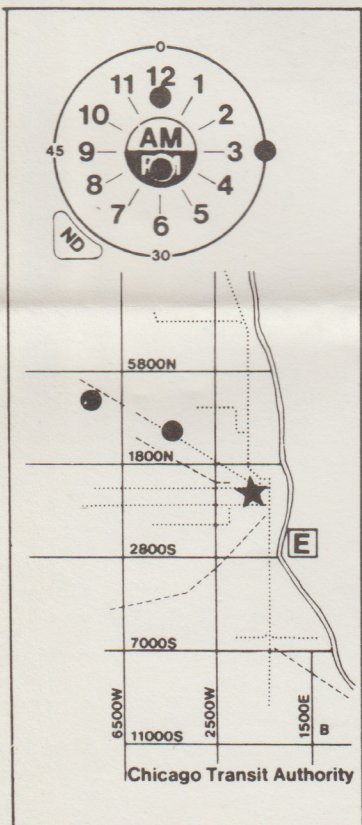 0
11 12 1
10 2
AM
45 9 3
8 4
7 6 5
ND
30
5800N
1800N
E
2800S
7000S
6500W 2500W 1500E B
11000S
Chicago Transit Authority